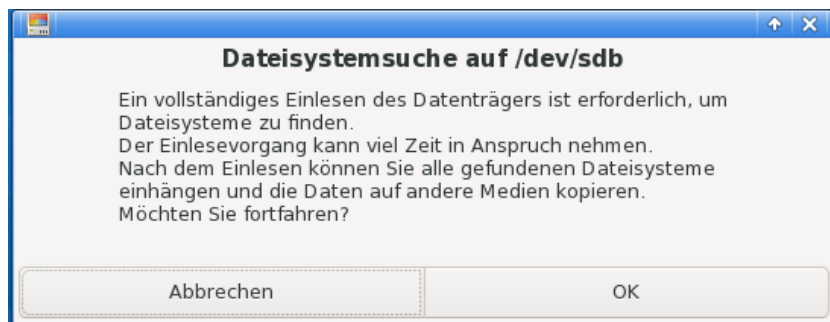 Dateisystemsuche auf /dev/sdb
Ein vollständiges Einlesen des Datenträgers ist erforderlich, um
Dateisysteme zu finden.
Der Einlesevorgang kann viel Zeit in Anspruch nehmen.
Nach dem Einlesen können Sie alle gefundenen Dateisysteme
einhängen und die Daten auf andere Medien kopieren.
Möchten Sie fortfahren?
Abbrechen
OK